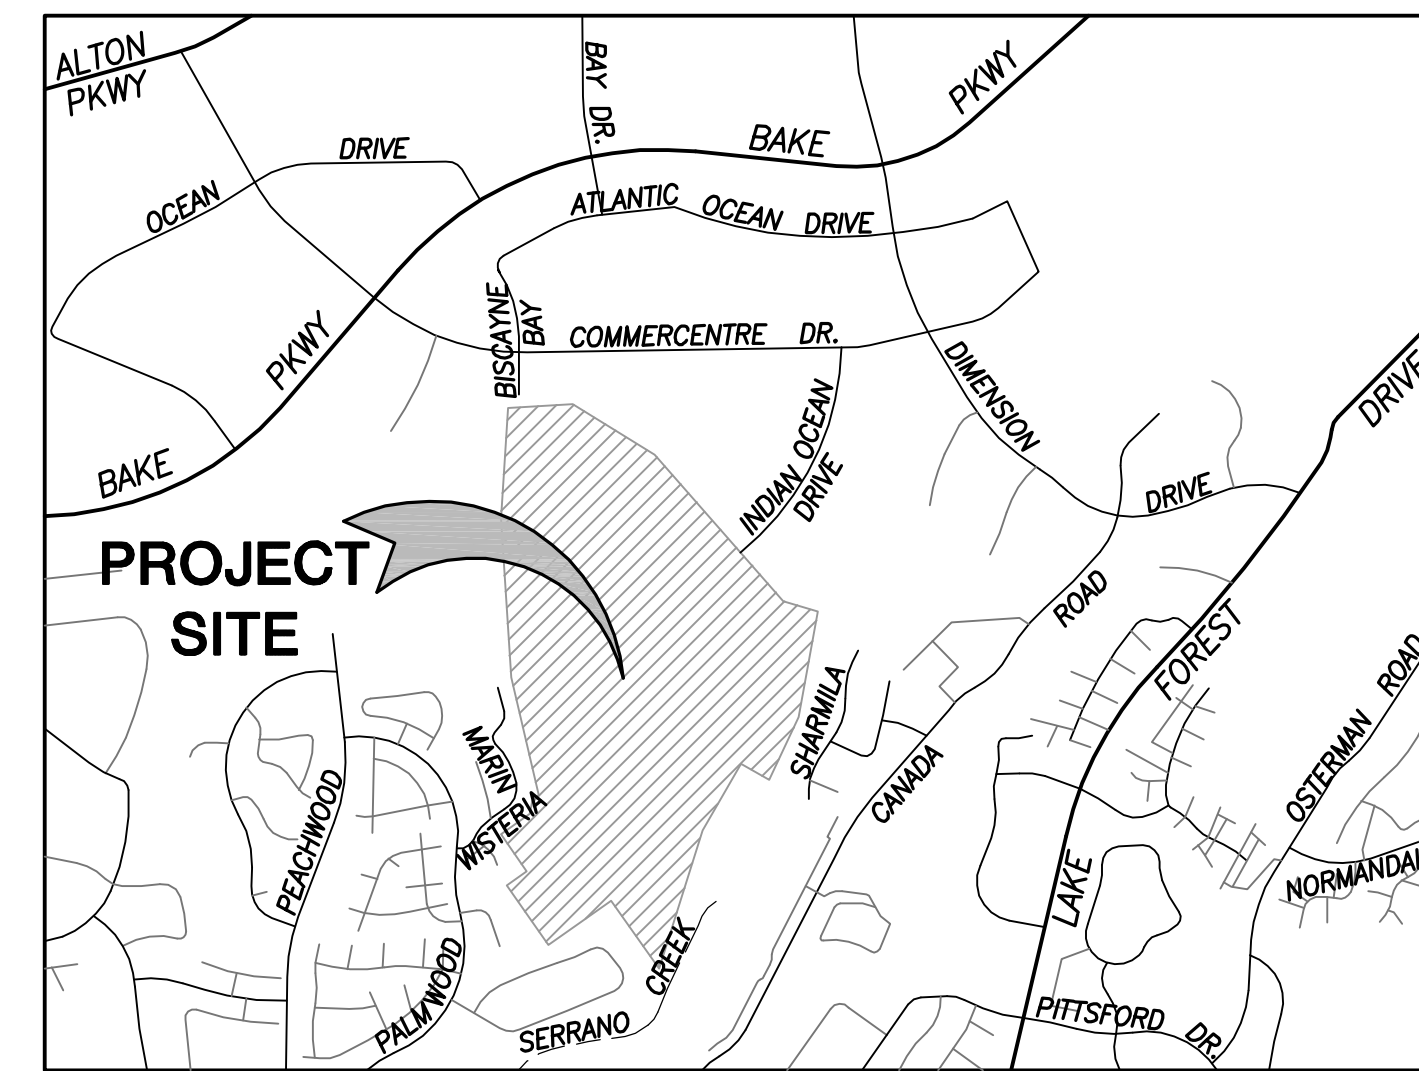 ALTON
PKWY
BAY DR.
PKWY
BAKE
DRIVE
OCEAN
ATLANTIC OCEAN DRIVE
BISCAYNE
BAY
COMMERCENTRE DR.
PKWY
DIMENSION
DRIVE
INDIAN OCEAN
DRIVE
BAKE
DRIVE
PROJECT
SITE
ROAD
FOREST
ROAD
SHARMILA
MARIN
CANADA
OSTERMAN
PEACHWOOD
WISTERIA
LAKE
PALMWOOD
CREEK
SERRANO
PITTSFORD DR.